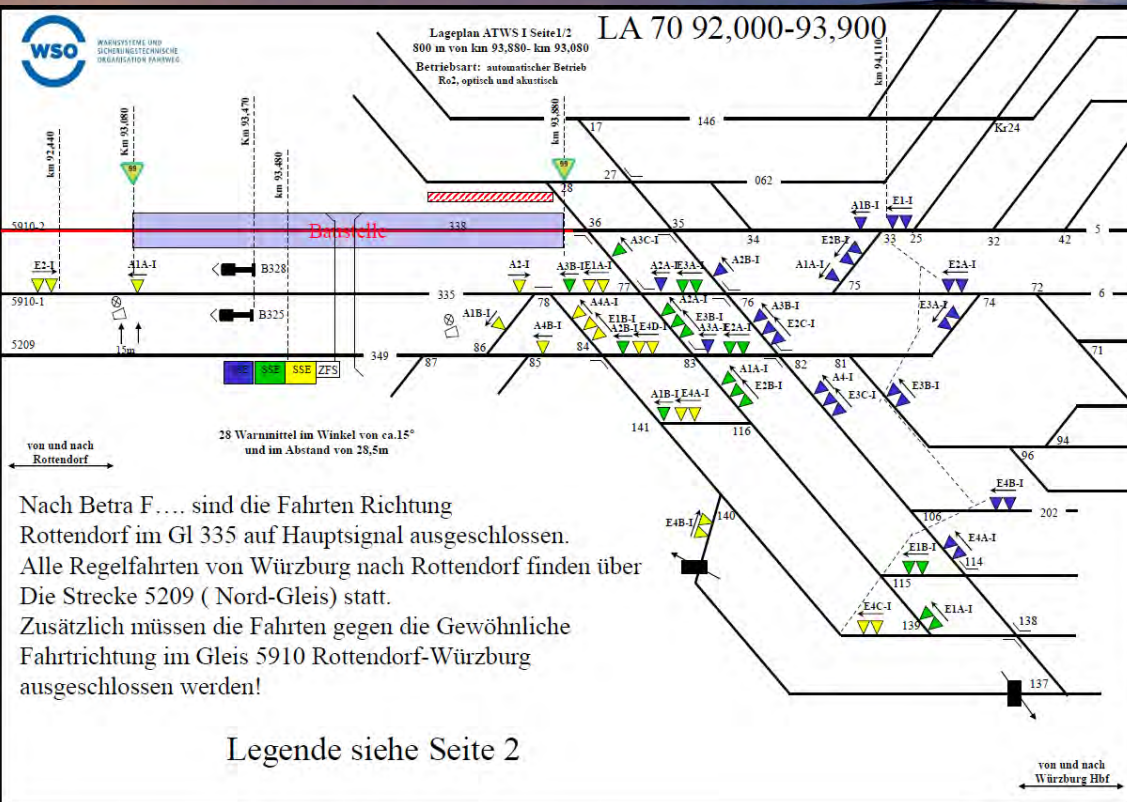 WSO
WARNSYSTEME UND
SICHERUNGSTECHNISCHE
ORGANISATION FAHRWEG
Lageplan ATWS I Seite1/2
800 m von km 93,880- km 93,080
Betriebsart: automatischer Betrieb
Ro2, optisch und akustisch
LA 70 92,000-93,900
km 92,440
Km 93,080
Km 93,470
km 93,480
km 93,880
km 94,110
17
146
Kr24
27
062
28
5910-2
Baustelle
338
36
35
34
A1B-I
E1-I
33
25
32
42
5
A3C-I
E2B-I
E2-I
A1A-I
B328
A2-I
A3B-I
E1A-I
A2A-I
E3A-I
A2B-I
A1A-I
E2A-I
5910-1
335
78
77
76
75
72
6
A4A-I
A2A-I
A3B-I
E3A-I
74
15m
B325
A1B-I
E1B-I
E3B-I
E2C-I
A4B-I
A2B-I
E4D-I
A3A-I
E2A-I
71
5209
349
87
86
85
84
83
82
81
SSE
SSE
ZFS
A1A-I
E2B-I
A4-I
E3C-I
E3B-I
A1B-I
E4A-I
28 Warnmittel im Winkel von ca.15°
und im Abstand von 28,5m
141
116
94
96
von und nach
Rottendorf
E4B-I
Nach Betra F.... sind die Fahrten Richtung
Rottendorf im Gl 335 auf Hauptsignal ausgeschlossen.
Alle Regelfahrten von Würzburg nach Rottendorf finden über
Die Strecke 5209 ( Nord-Gleis) statt.
Zusätzlich müssen die Fahrten gegen die Gewöhnliche
Fahrtrichtung im Gleis 5910 Rottendorf-Würzburg
ausgeschlossen werden!
E4B-I
140
106
202
E1B-I
E4A-I
114
115
E4C-I
139
E1A-I
138
137
Legende siehe Seite 2
von und nach
Würzburg Hbf